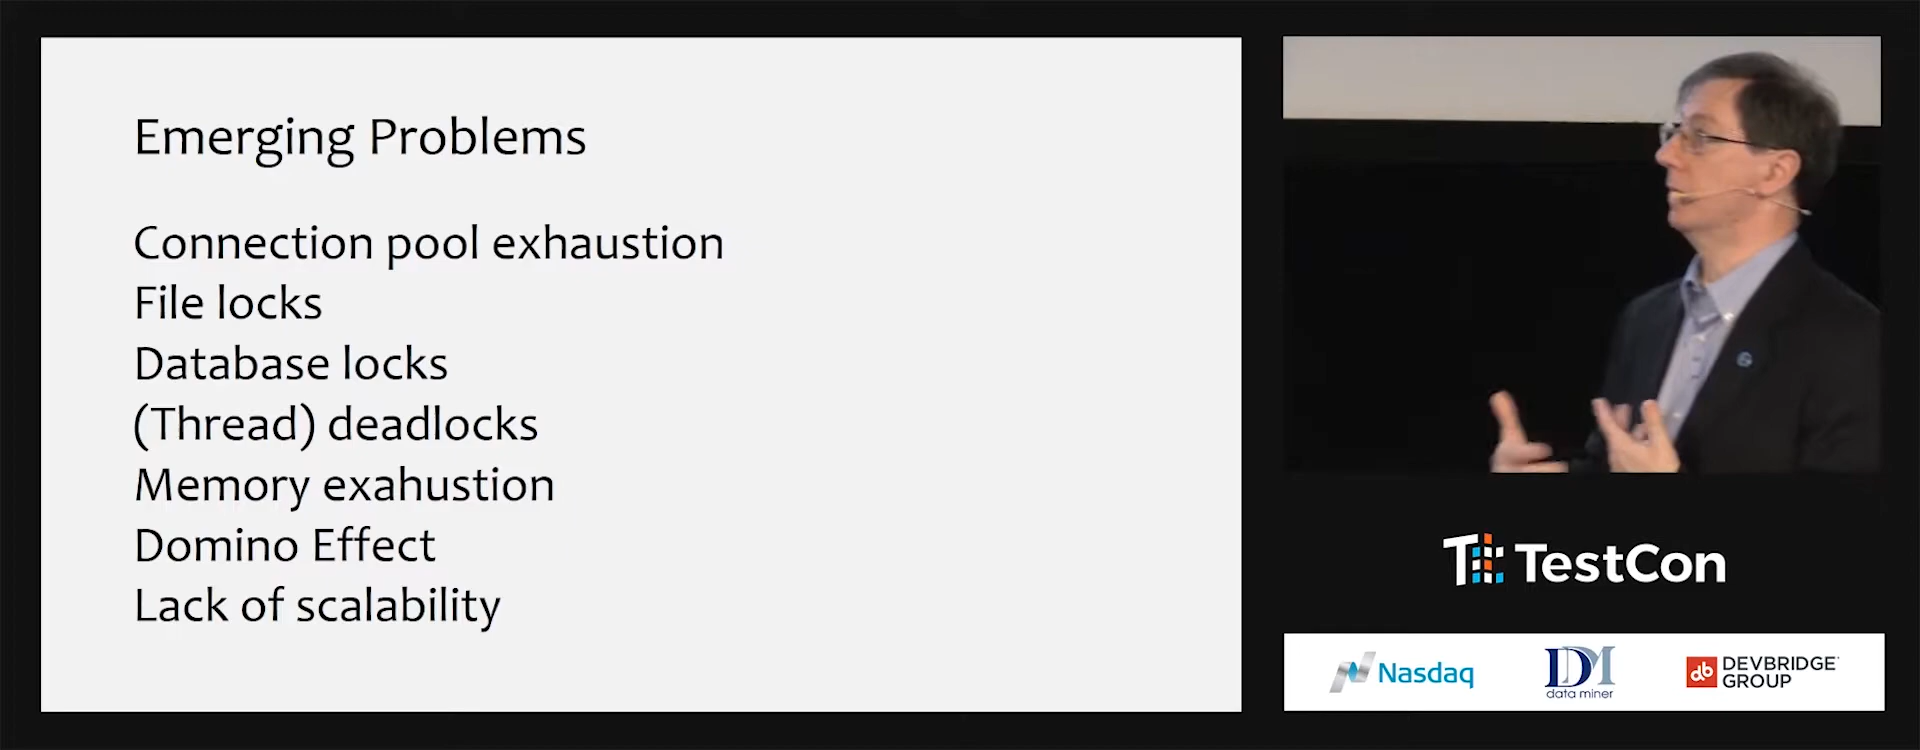 Emerging Problems
Connection pool exhaustion
File locks
Database locks
(Thread) deadlocks
Memory exahustion
Domino Effect
Lack of scalability
TestCon
Nasdaq
DM
data miner
db
DEVBRIDGE
GROUP